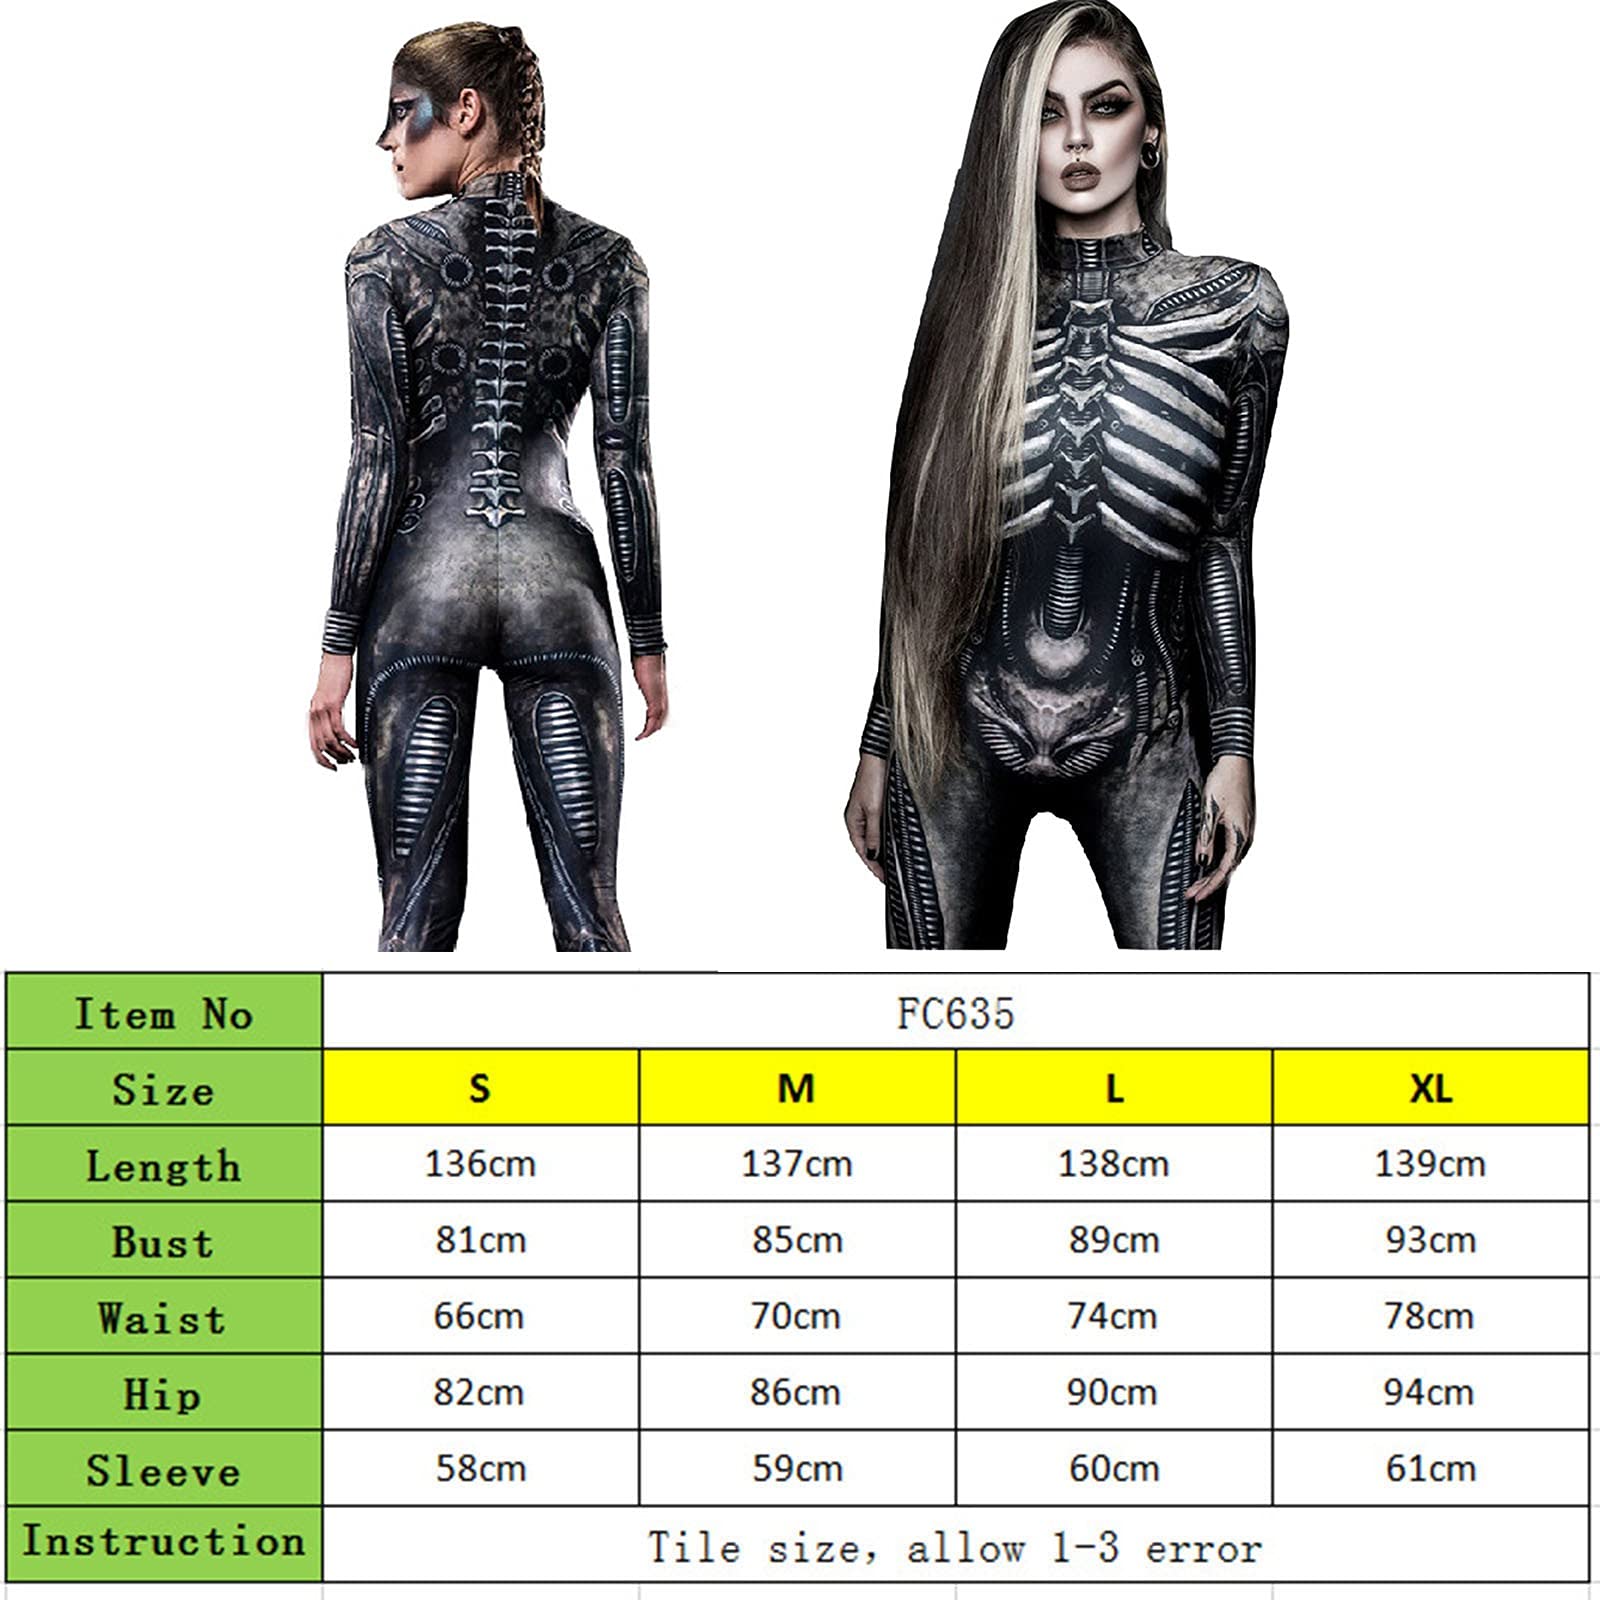 Item No FC635
Size S M L XL
Length 136cm 137cm 138cm 139cm
Bust 81cm 85cm 89cm 93cm
Waist 66cm 70cm 74cm 78cm
Hip 82cm 86cm 90cm 94cm
Sleeve 58cm 59cm 60cm 61cm
Instruction Tile size, allow 1-3 error